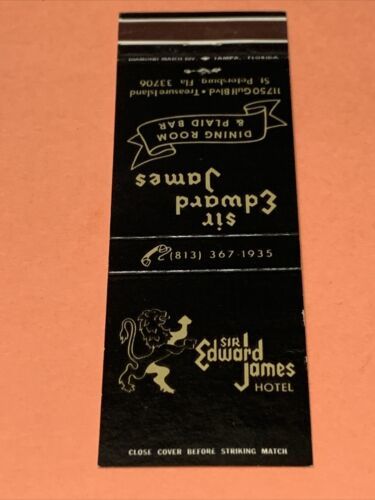 DIAMOND MATCH DIV. TAMPA, FLORIDA
St Petersburg Fla 33706
11750 Gulf Blvd • Treasure Island
DINING ROOM
& PLAID BAR
sir
Edward
James
(813) 367-1935
SIR
Edward
James
HOTEL
CLOSE COVER BEFORE STRIKING MATCH